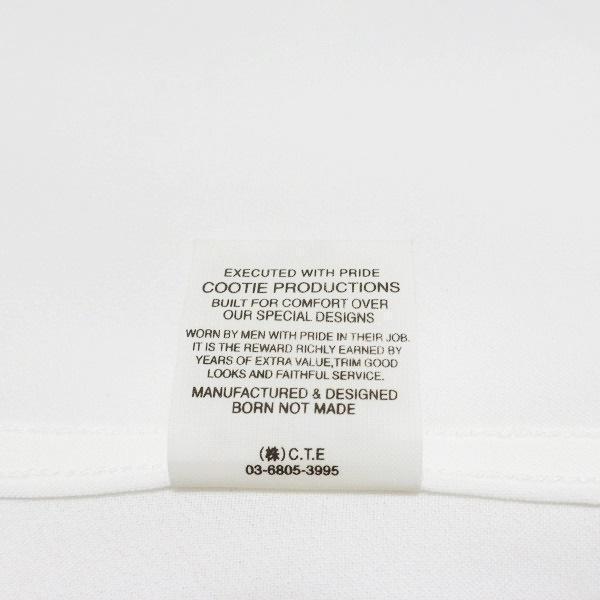 EXECUTED WITH PRIDE
COOTIE PRODUCTIONS
BUILT FOR COMFORT OVER
OUR SPECIAL DESIGNS
WORN BY MEN WITH PRIDE IN THEIR JOB.
IT IS THE REWARD RICHLY EARNED BY
YEARS OF EXTRA VALUE,TRIM GOOD
LOOKS AND FAITHFUL SERVICE.
MANUFACTURED & DESIGNED
BORN NOT MADE
(株)C.T.E
03-6805-3995